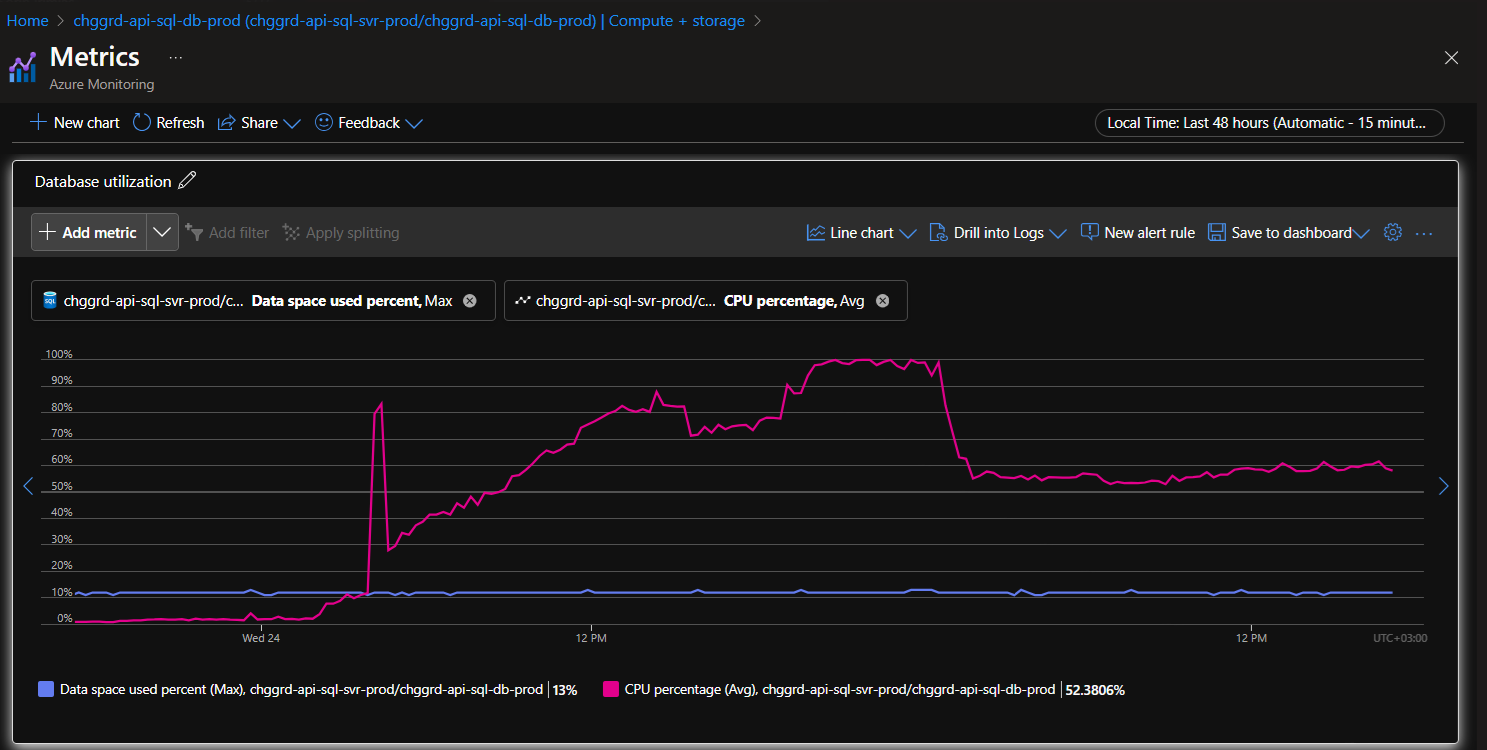 Home > chggrd-api-sql-db-prod (chggrd-api-sql-svr-prod/chggrd-api-sql-db-prod) | Compute + storage >
Metrics ...
Azure Monitoring
New chart Refresh Share Feedback
Local Time: Last 48 hours (Automatic - 15 minut...
Database utilization
Add metric Add filter Apply splitting Line chart Drill into Logs New alert rule Save to dashboard ...
SQL chggrd-api-sql-svr-prod/c... Data space used percent, Max chggrd-api-sql-svr-prod/c... CPU percentage, Avg
100%
90%
80%
70%
60%
50%
40%
30%
20%
10%
0%
Wed 24 12 PM 12 PM UTC+03:00
Data space used percent (Max), chggrd-api-sql-svr-prod/chggrd-api-sql-db-prod | 13% CPU percentage (Avg), chggrd-api-sql-svr-prod/chggrd-api-sql-db-prod | 52.3806%